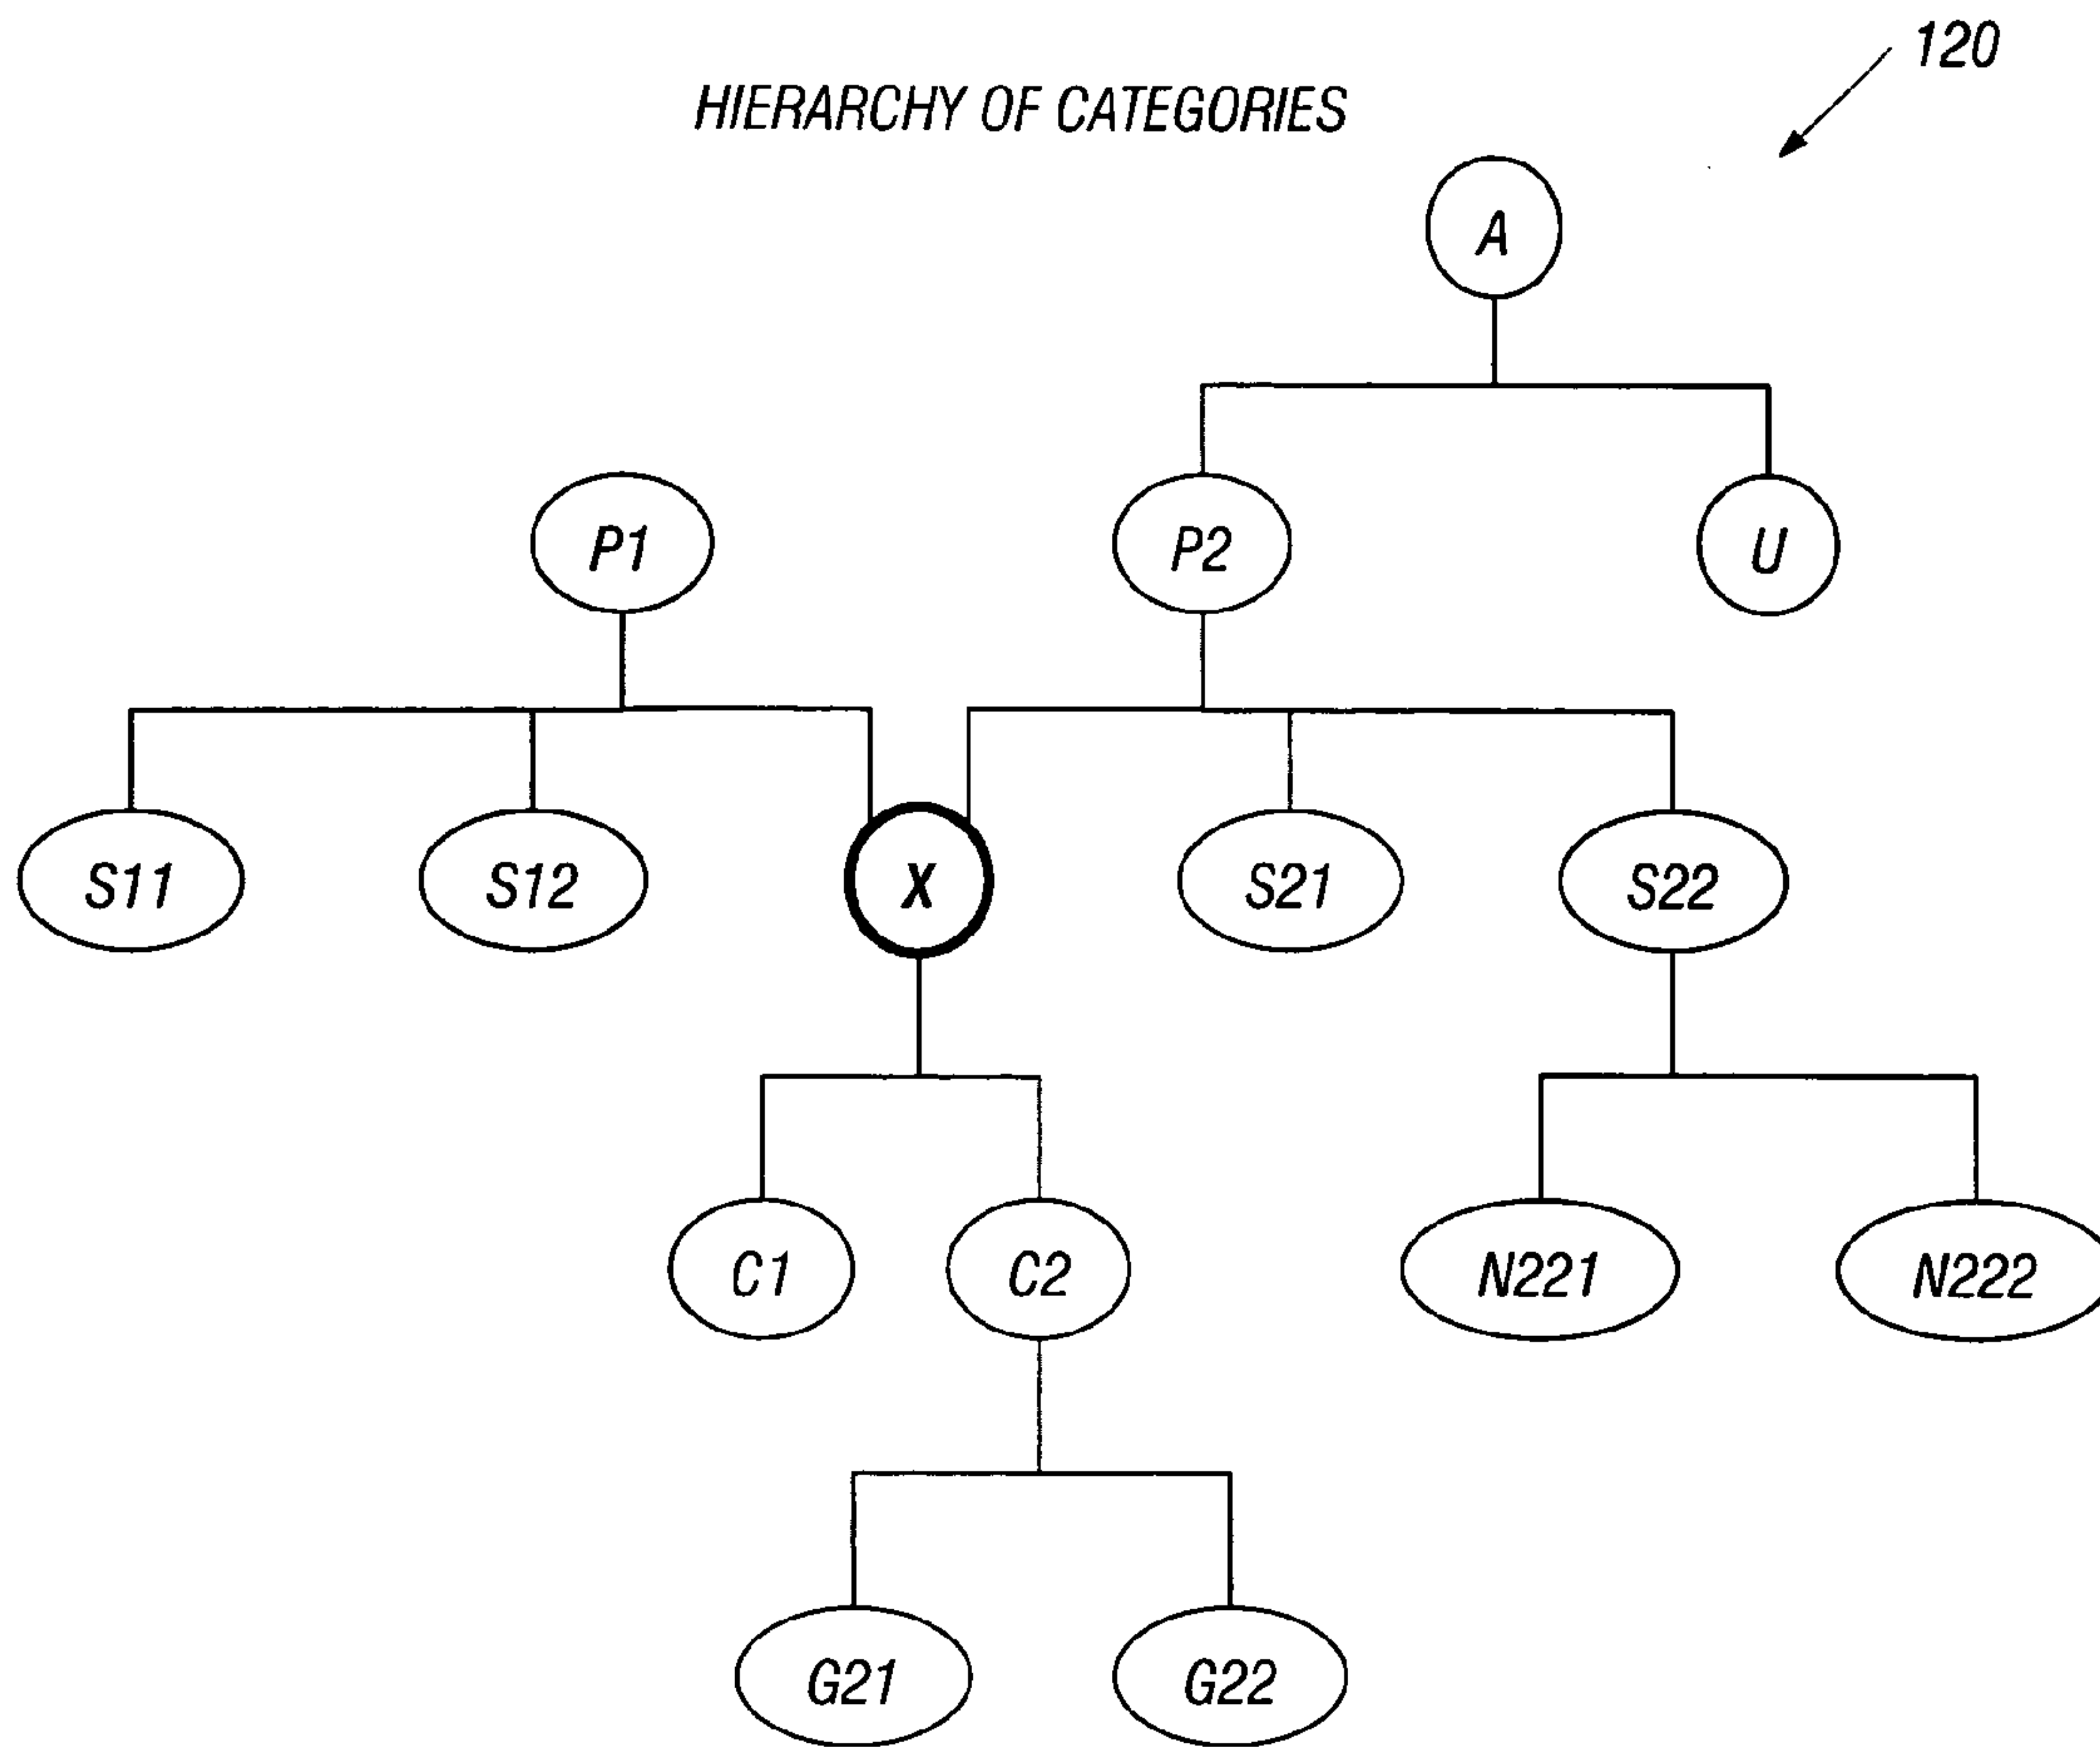 120
HIERARCHY OF CATEGORIES
A
P1
P2
U
S11
S12
X
S21
S22
C1
C2
N221
N222
G21
G22